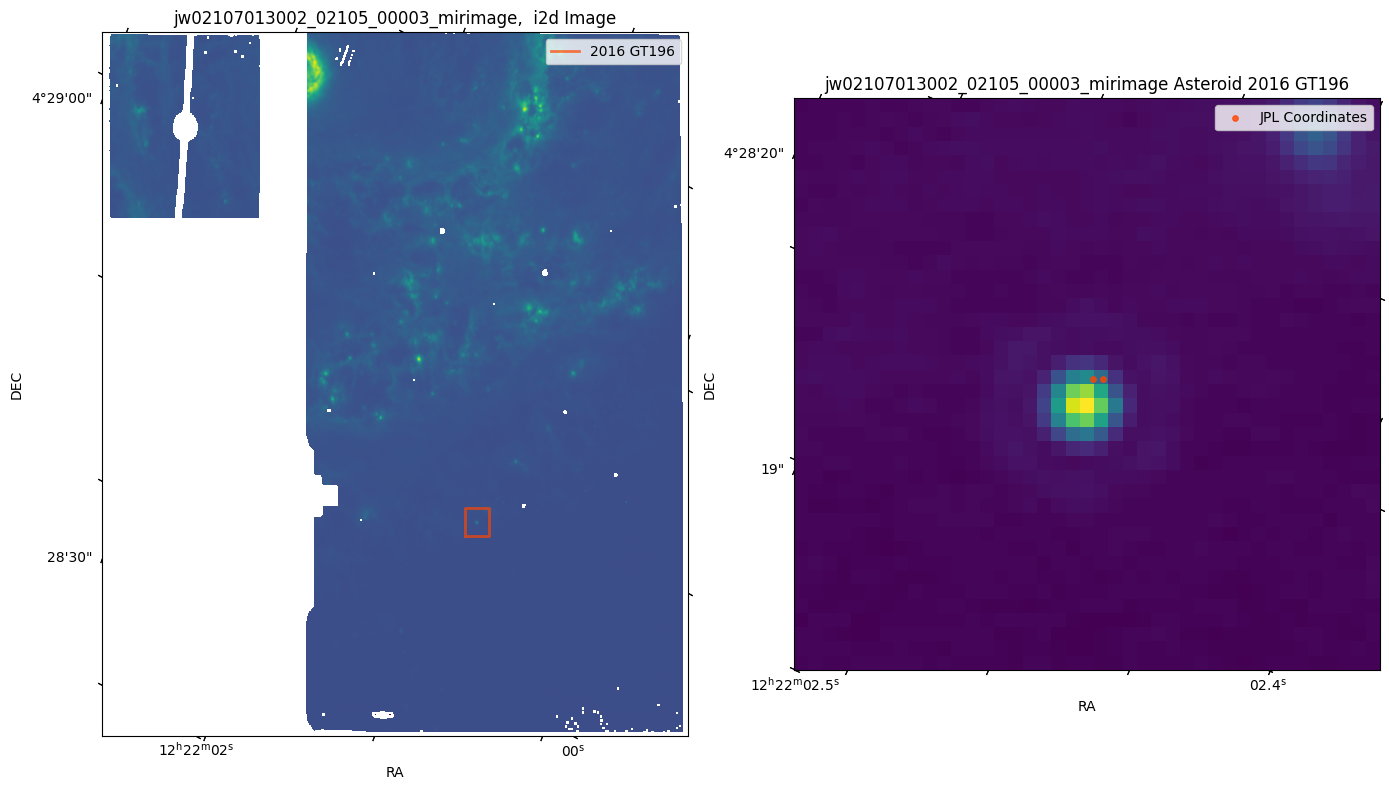 jw02107013002_02105_00003_mirimage,  i2d Image
2016 GT196
4°29'00"
28'30"
DEC
12ʰ22ᵐ02ˢ
00ˢ
RA
jw02107013002_02105_00003_mirimage Asteroid 2016 GT196
JPL Coordinates
4°28'20"
19"
DEC
12ʰ22ᵐ02.5ˢ
02.4ˢ
RA